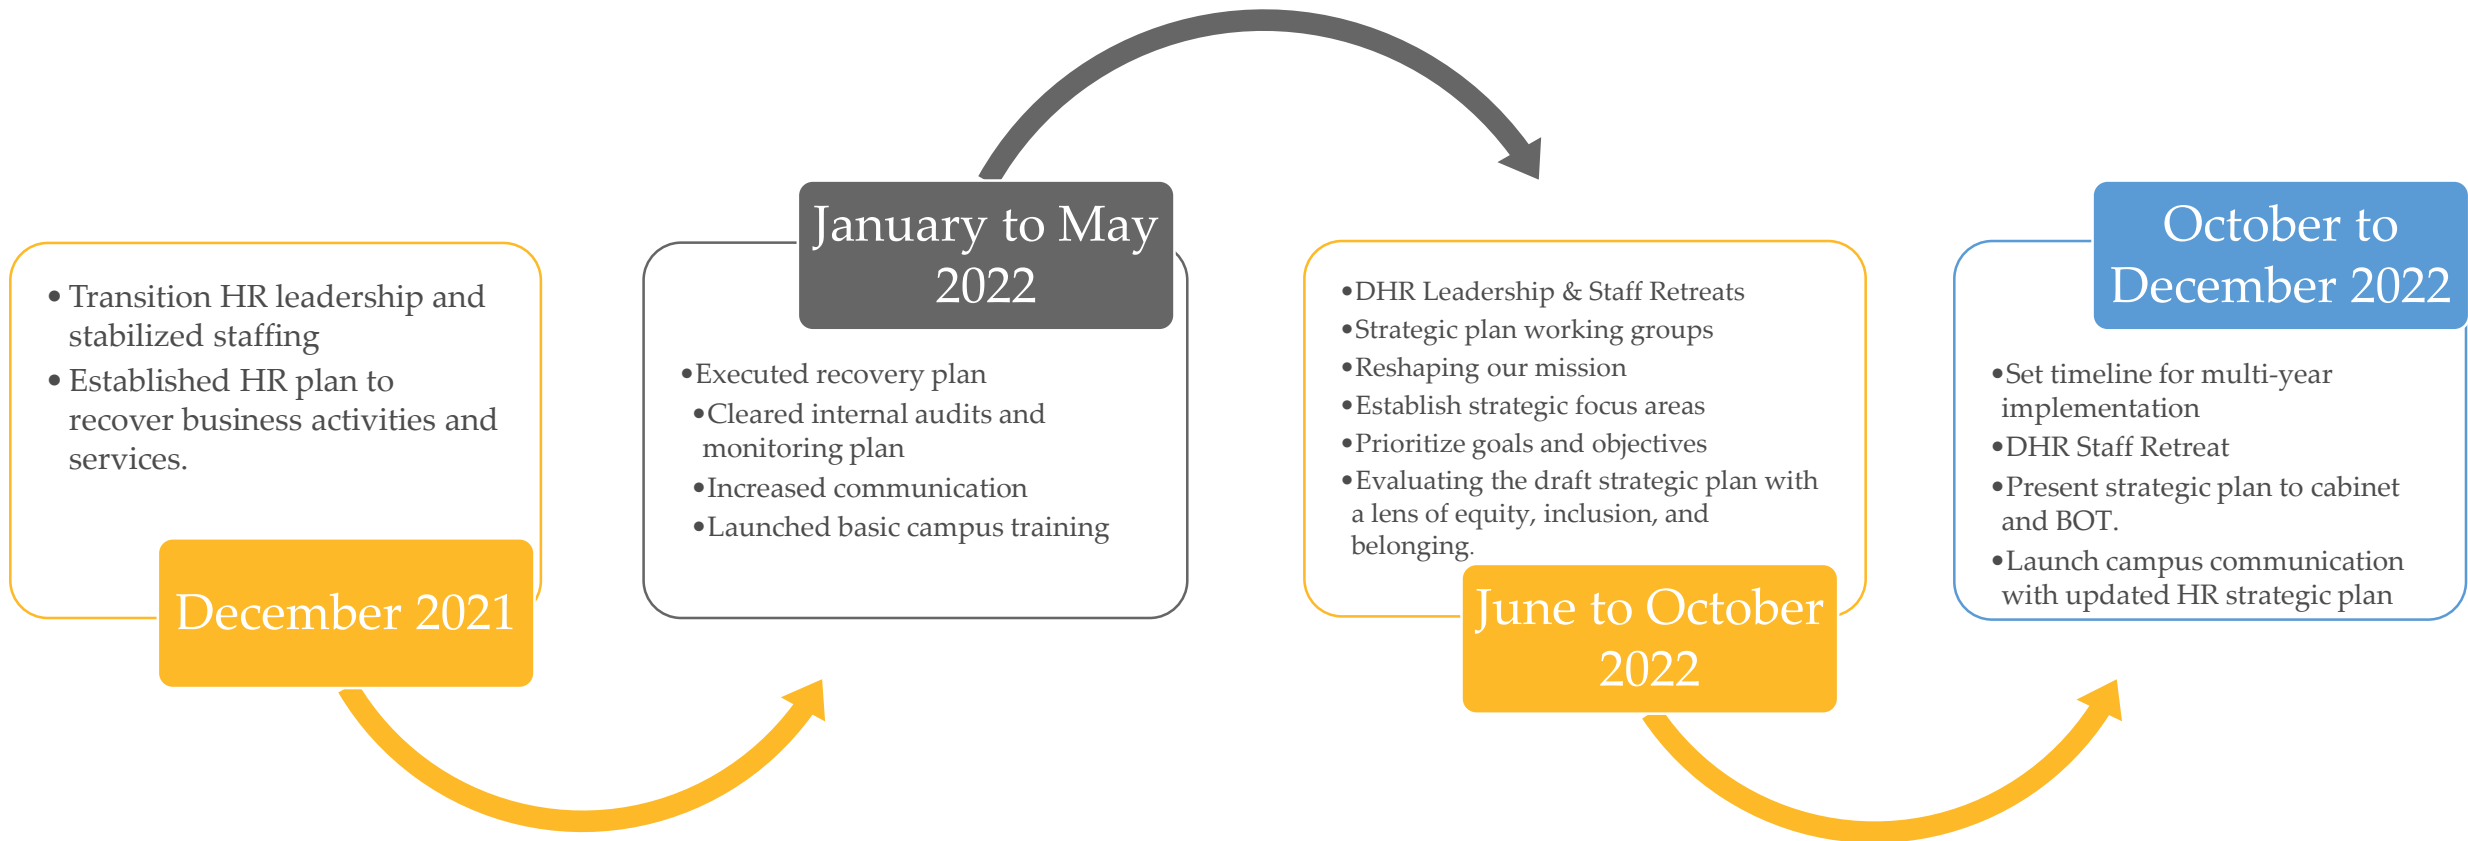 • Transition HR leadership and
stabilized staffing
• Established HR plan to
recover business activities and
services.
December 2021
January to May
2022
•Executed recovery plan
•Cleared internal audits and
monitoring plan
•Increased communication
•Launched basic campus training
•DHR Leadership & Staff Retreats
•Strategic plan working groups
•Reshaping our mission
•Establish strategic focus areas
•Prioritize goals and objectives
•Evaluating the draft strategic plan with
a lens of equity, inclusion, and
belonging.
June to October
2022
October to
December 2022
•Set timeline for multi-year
implementation
•DHR Staff Retreat
•Present strategic plan to cabinet
and BOT.
•Launch campus communication
with updated HR strategic plan